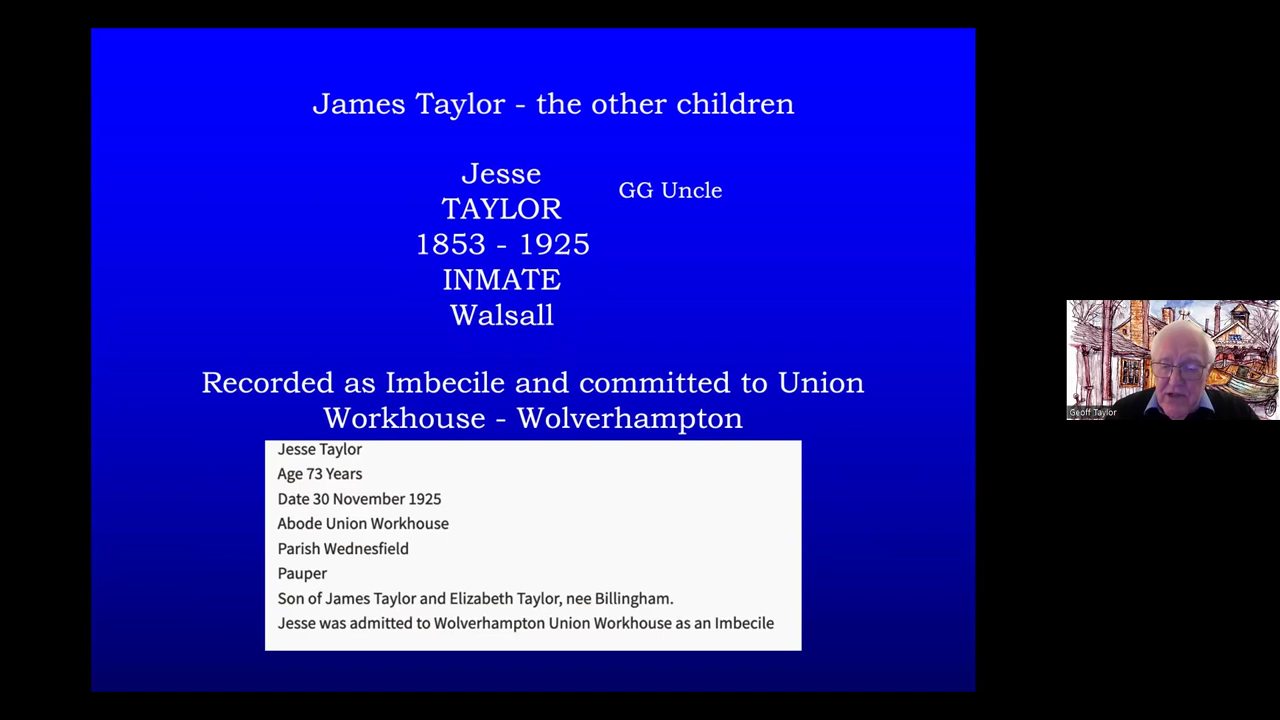 James Taylor - the other children
Jesse
TAYLOR
1853 - 1925
INMATE
Walsall
GG Uncle
Recorded as Imbecile and committed to Union
Workhouse - Wolverhampton
Jesse Taylor
Age 73 Years
Date 30 November 1925
Abode Union Workhouse
Parish Wednesfield
Pauper
Son of James Taylor and Elizabeth Taylor, nee Billingham.
Jesse was admitted to Wolverhampton Union Workhouse as an Imbecile
Geoff Taylor